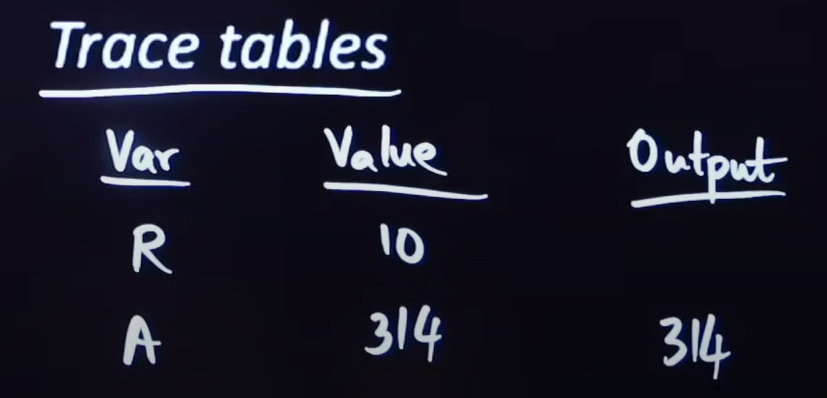 Trace tables
Var Value Output
R 10
A 314 314